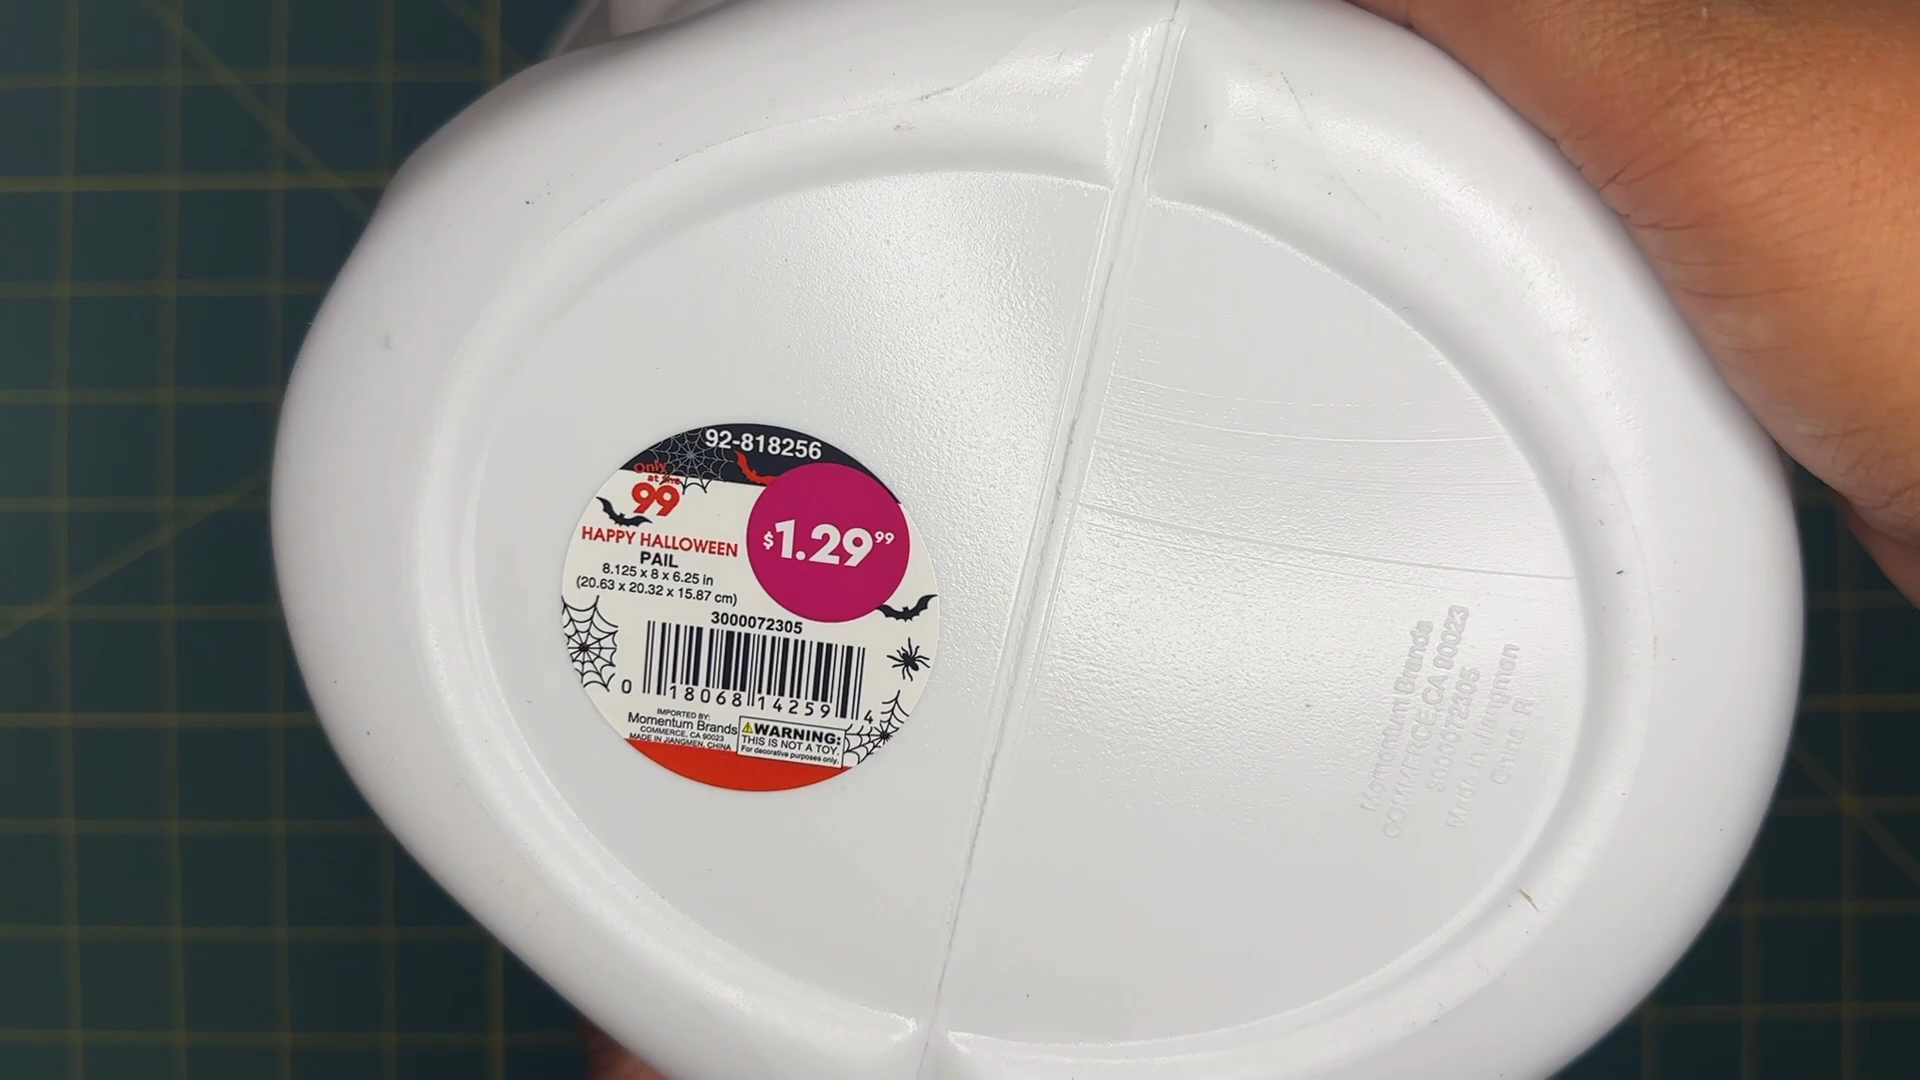 92-818256
Only
at the
99
$1.29⁹⁹
HAPPY HALLOWEEN
PAIL
8.125 x 8 x 6.25 in
(20.63 x 20.32 x 15.87 cm)
3000072305
0 18068 14259 4
IMPORTED BY:
Momentum Brands
COMMERCE, CA 90023
MADE IN JIANGMEN, CHINA
⚠WARNING:
THIS IS NOT A TOY.
For decorative purposes only.
Momentum Brands
COMMERCE, CA 90023
3000072305
Made in Jiangmen
China R